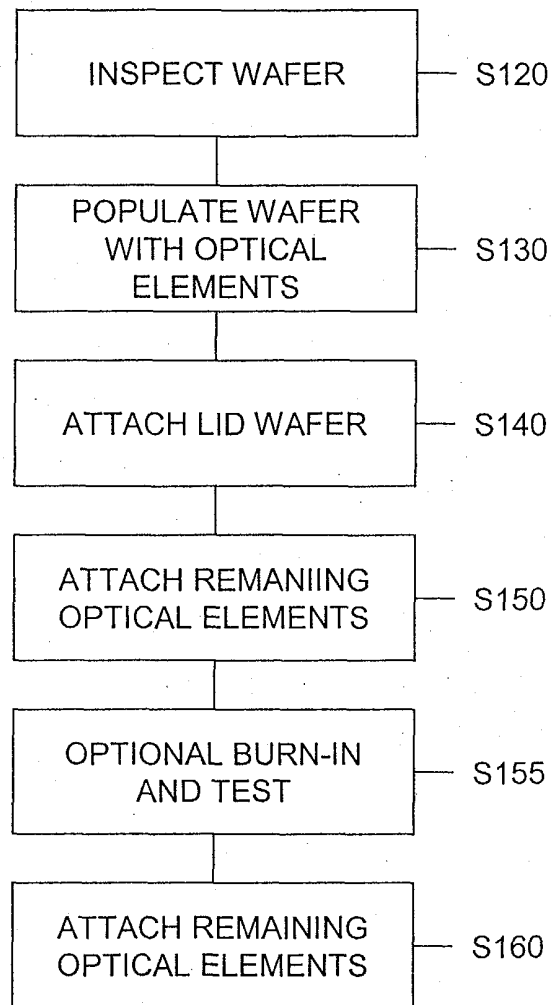 INSPECT WAFER
S120
POPULATE WAFER
WITH OPTICAL
ELEMENTS
S130
ATTACH LID WAFER
S140
ATTACH REMANIING
OPTICAL ELEMENTS
S150
OPTIONAL BURN-IN
AND TEST
S155
ATTACH REMAINING
OPTICAL ELEMENTS
S160